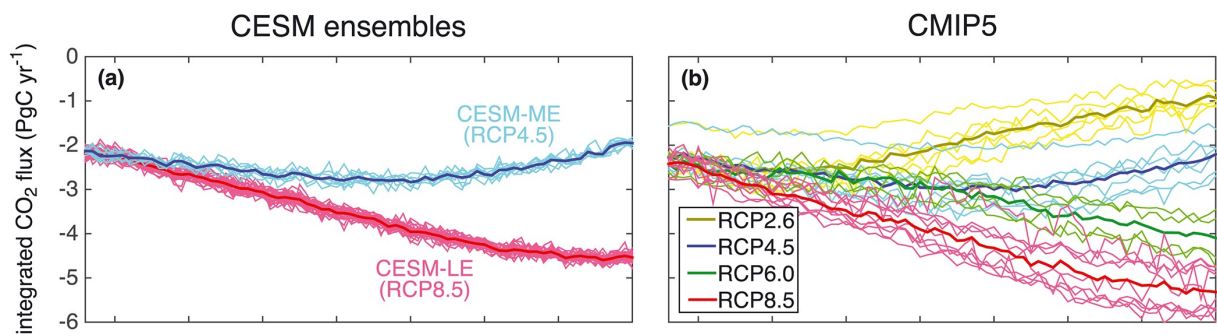 CESM ensembles
CMIP5
integrated CO2 flux (PgC yr-1)
0
-1
-2
-3
-4
-5
-6
(a)
CESM-ME
(RCP4.5)
CESM-LE
(RCP8.5)
(b)
RCP2.6
RCP4.5
RCP6.0
RCP8.5